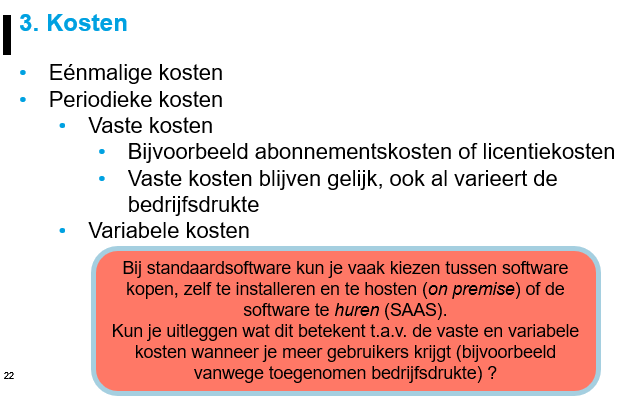 3. Kosten
• Eénmalige kosten
• Periodieke kosten
• Vaste kosten
• Bijvoorbeeld abonnementskosten of licentiekosten
• Vaste kosten blijven gelijk, ook al varieert de
bedrijfsdrukte
• Variabele kosten
Bij standaardsoftware kun je vaak kiezen tussen software
kopen, zelf te installeren en te hosten (on premise) of de
software te huren (SAAS).
Kun je uitleggen wat dit betekent t.a.v. de vaste en variabele
kosten wanneer je meer gebruikers krijgt (bijvoorbeeld
vanwege toegenomen bedrijfsdrukte) ?
22